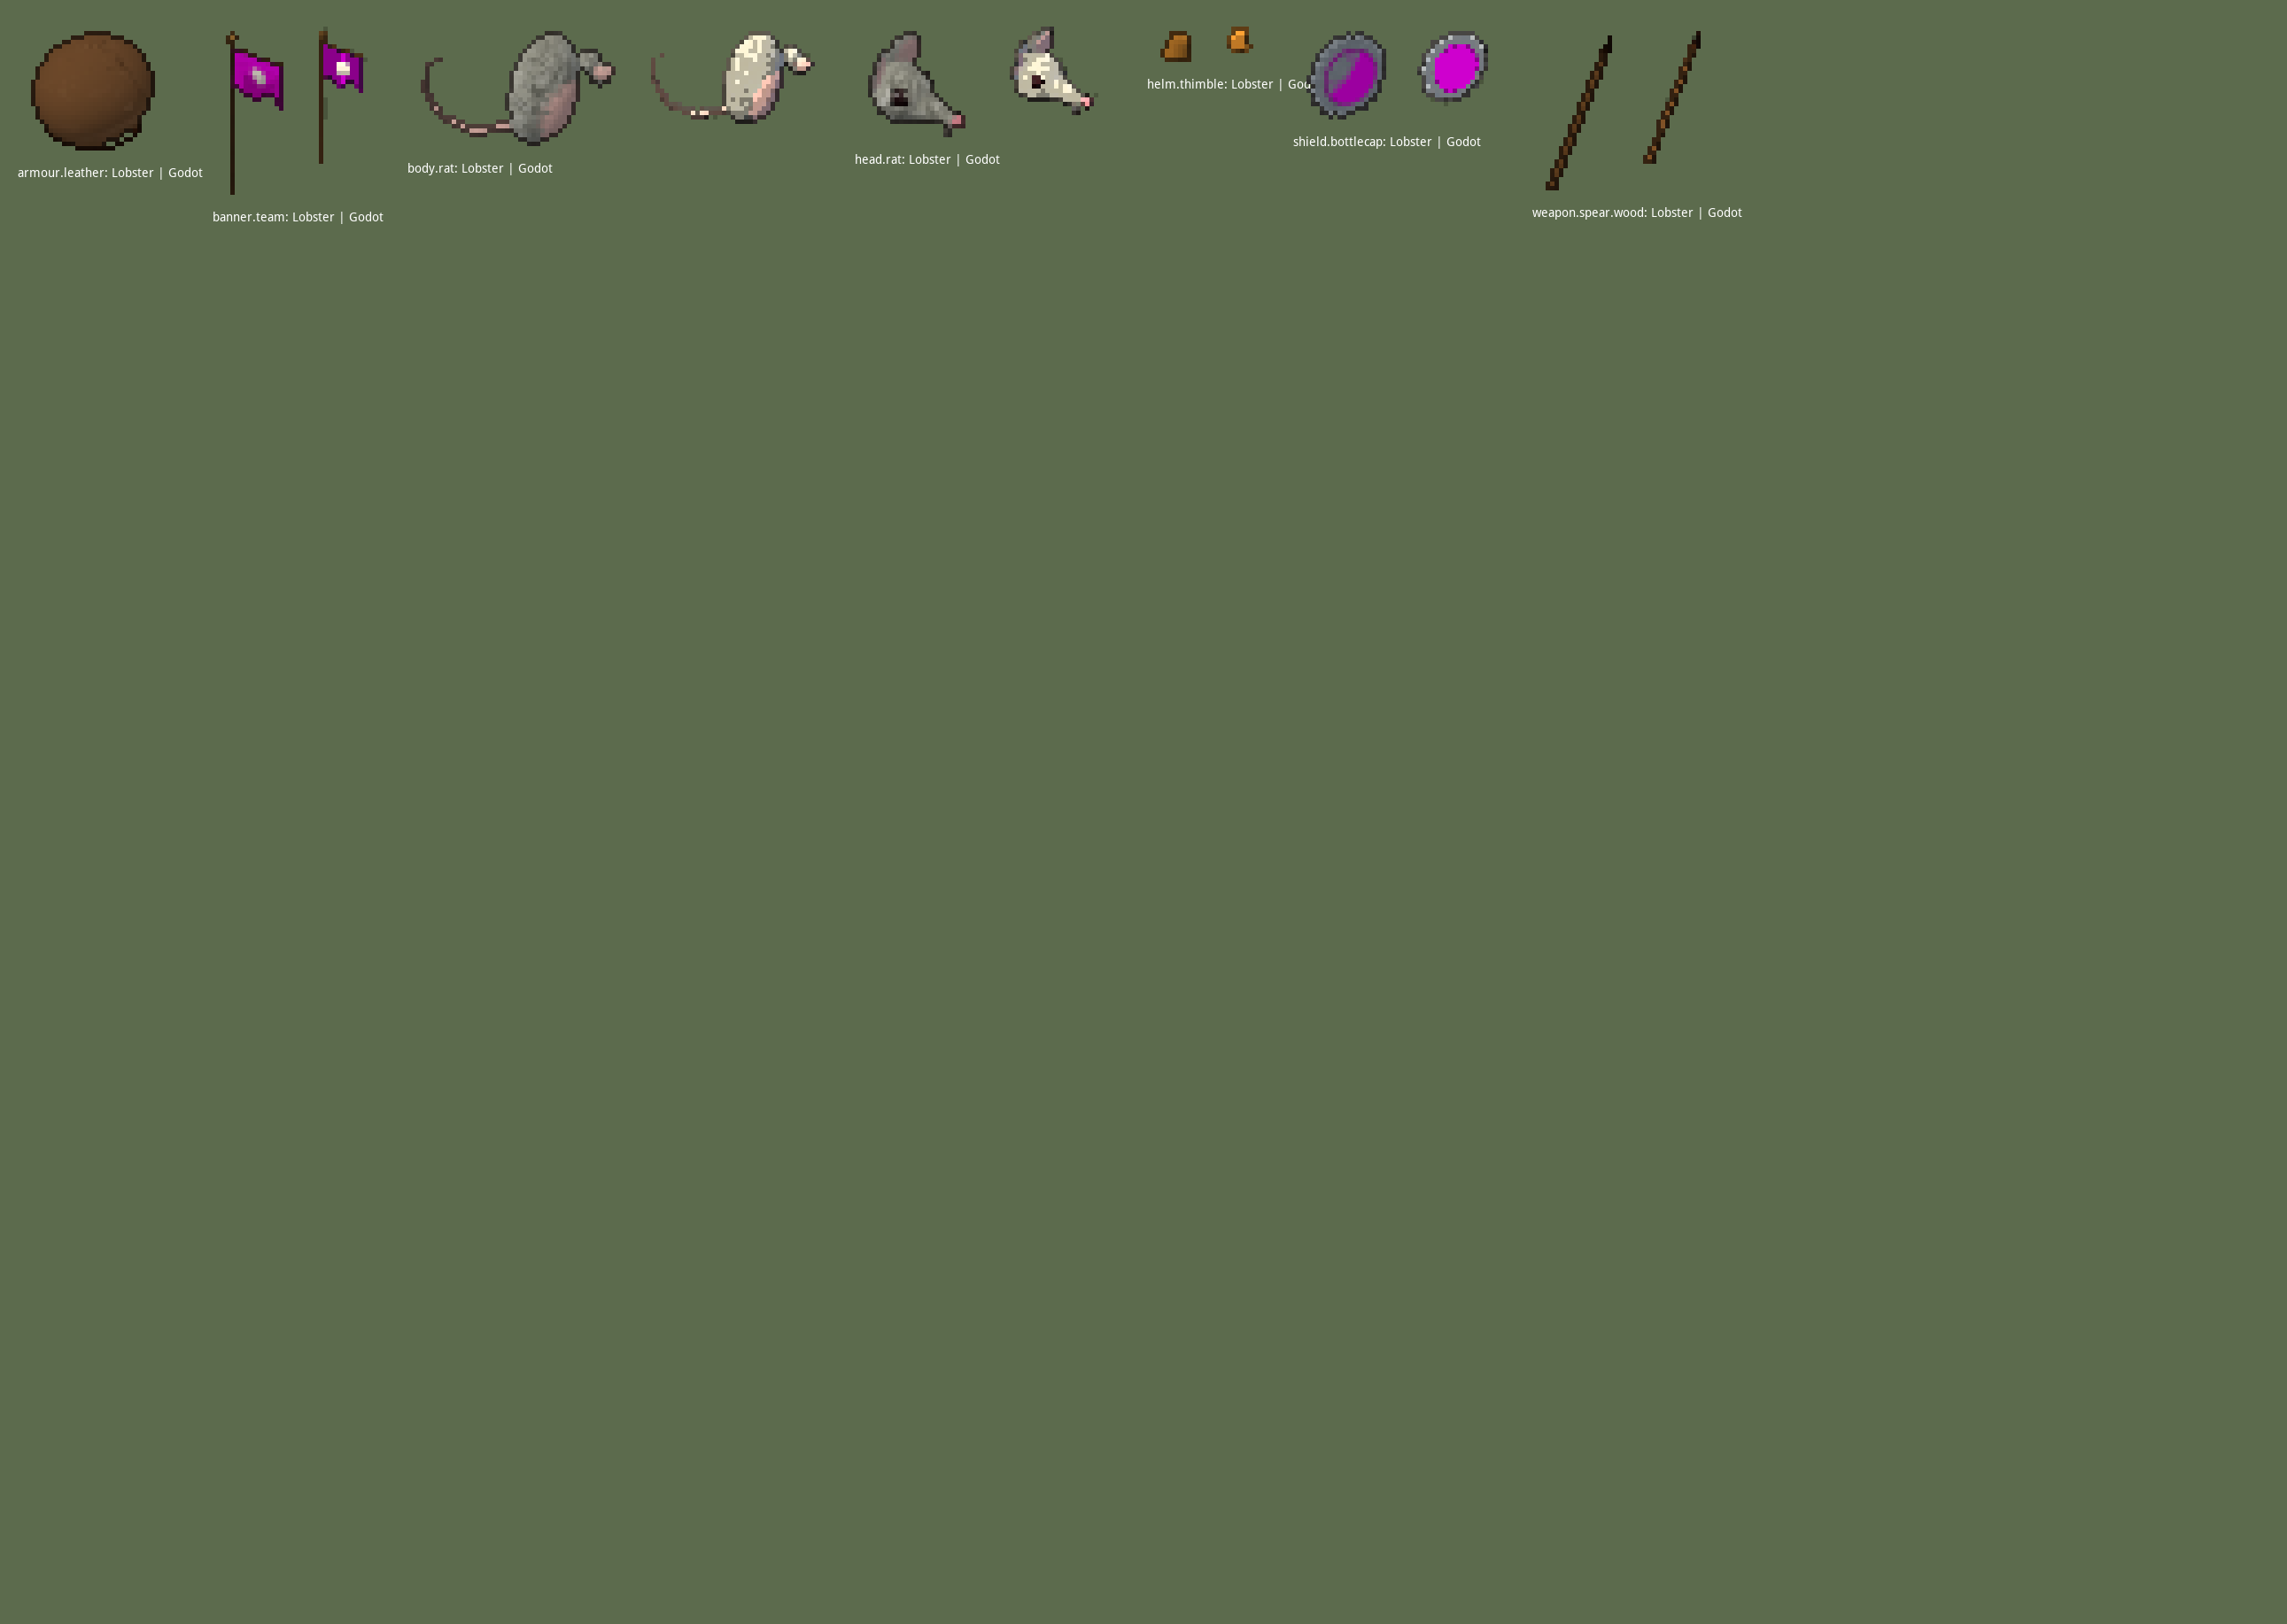 armour.leather: Lobster | Godot
banner.team: Lobster | Godot
body.rat: Lobster | Godot
head.rat: Lobster | Godot
helm.thimble: Lobster |
shield.bottlecap: Lobster | Godot
weapon.spear.wood: Lobster | Godot